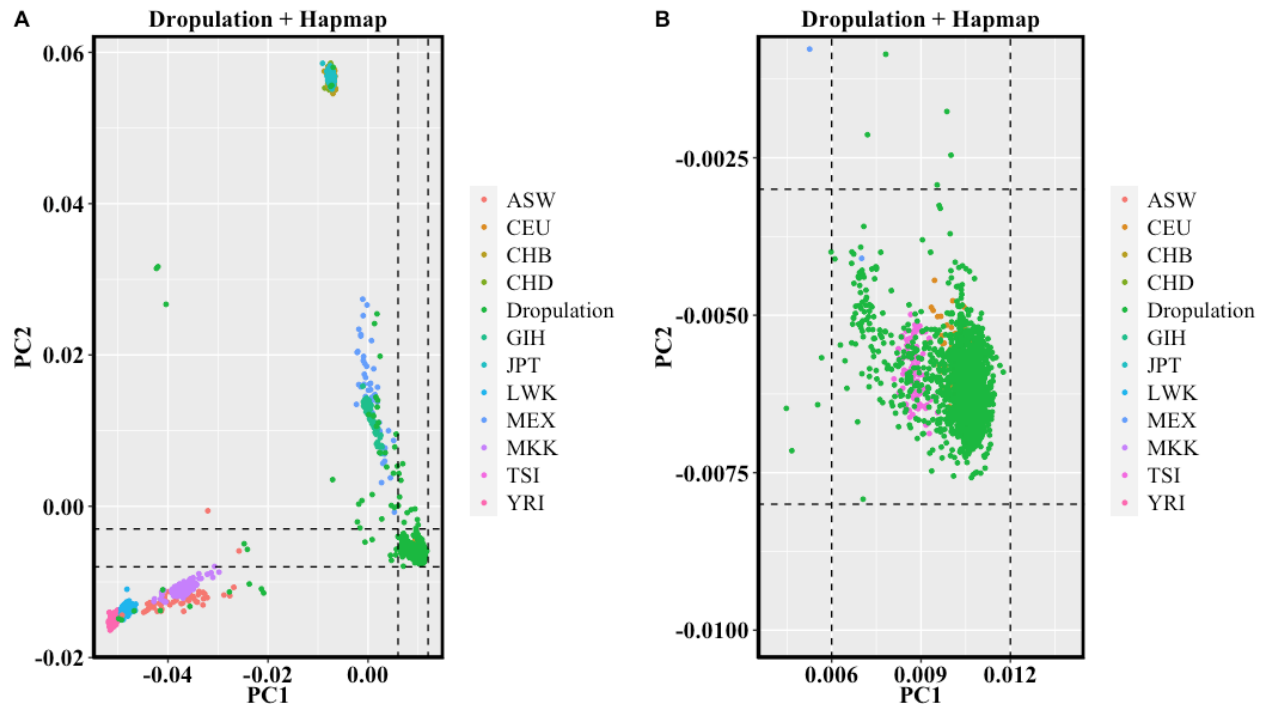 A
Dropulation + Hapmap
0.06
0.04
0.02
0.00
-0.02
PC2
-0.04
-0.02
0.00
PC1
ASW
CEU
CHB
CHD
Dropulation
GIH
JPT
LWK
MEX
MKK
TSI
YRI
B
Dropulation + Hapmap
-0.0025
-0.0050
-0.0075
-0.0100
PC2
0.006
0.009
0.012
PC1
ASW
CEU
CHB
CHD
Dropulation
GIH
JPT
LWK
MEX
MKK
TSI
YRI